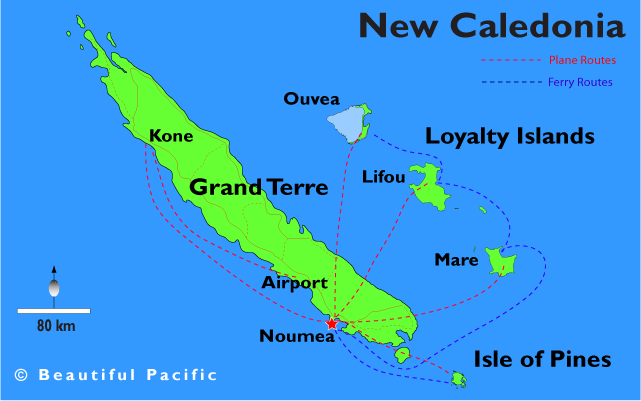 New Caledonia
Plane Routes
Ferry Routes
Ouvea
Loyalty Islands
Kone
Lifou
Grand Terre
Mare
Airport
80 km
Noumea
Isle of Pines
© Beautiful Pacific